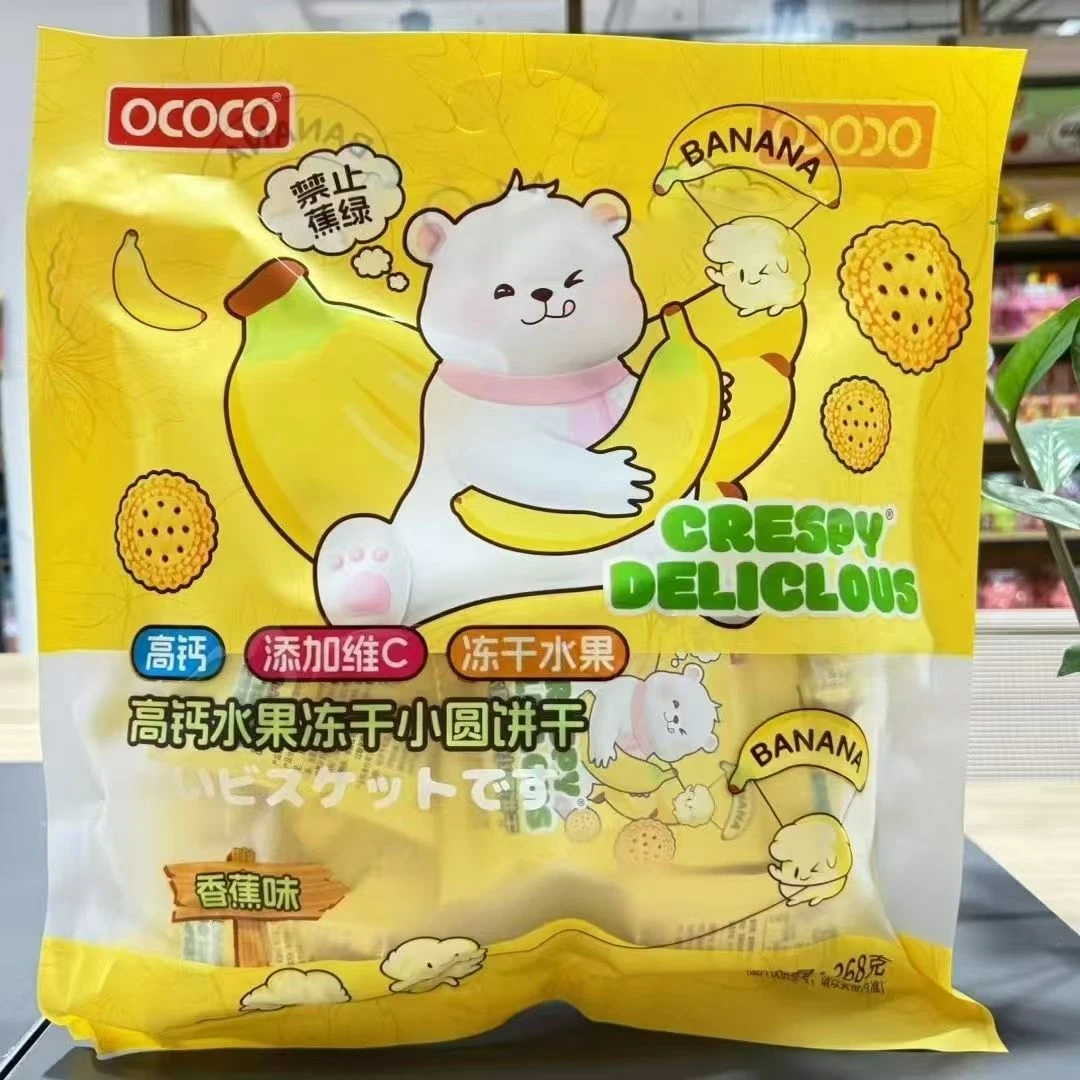 OCOCO®
BANANA
禁止
蕉绿
CRESPY®
DELICLOUS
高钙
添加维C
冻干水果
高钙水果冻干小圆饼干
いビスケットです
BANANA
香蕉味
268克